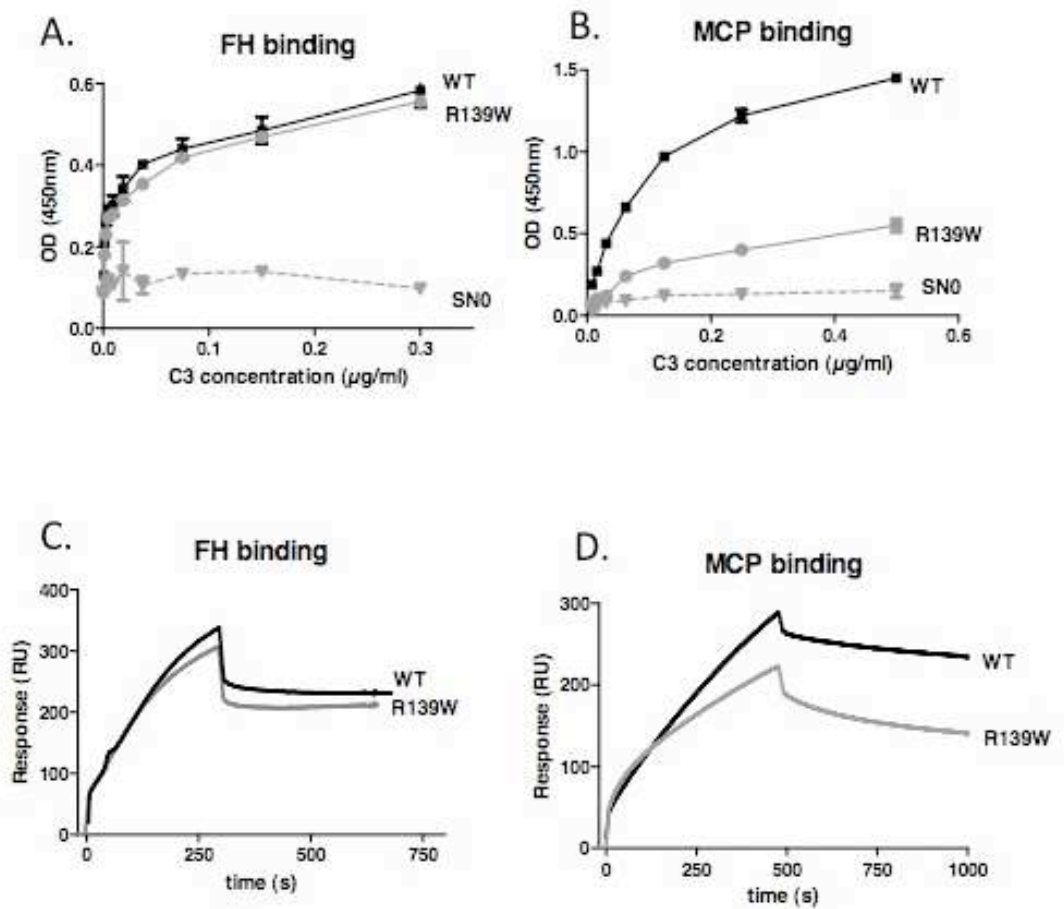 A.
FH binding
0.6
0.4
0.2
0.0
OD (450nm)
0.0 0.1 0.2 0.3
C3 concentration (µg/ml)
WT
R139W
SN0
B.
MCP binding
1.5
1.0
0.5
0.0
OD (450nm)
0.0 0.2 0.4 0.6
C3 concentration (µg/ml)
WT
R139W
SN0
C.
FH binding
400
300
200
100
0
Response (RU)
0 250 500 750
time (s)
WT
R139W
D.
MCP binding
300
200
100
0
Response (RU)
0 250 500 750 1000
time (s)
WT
R139W